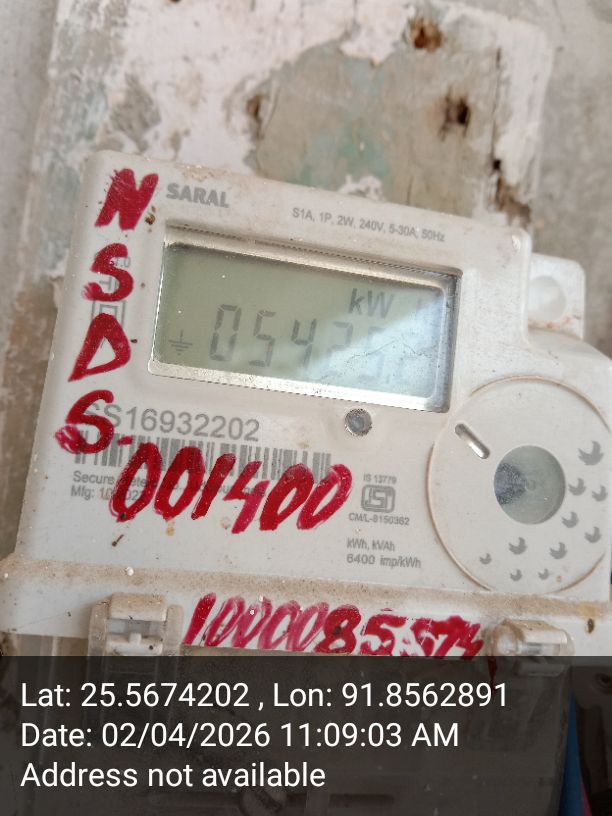 N
S
D
S-001400
SARAL
S1A, 1P, 2W, 240V, 5-30A, 50Hz
kW
SS16932202
IS 13779
CM/L-8150362
kWh, kVAh
6400 imp/kWh
Lat: 25.5674202 , Lon: 91.8562891
Date: 02/04/2026 11:09:03 AM
Address not available